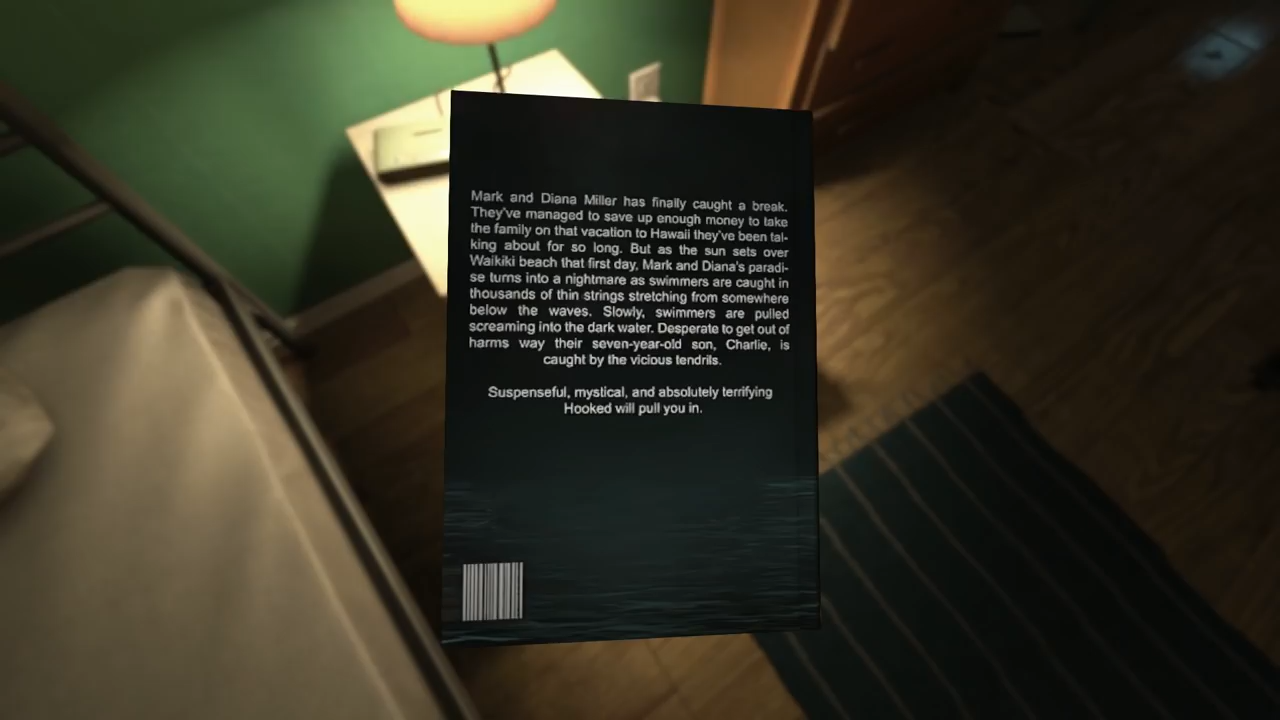 Mark and Diana Miller has finally caught a break.
They've managed to save up enough money to take
the family on that vacation to Hawaii they've been tal-
king about for so long. But as the sun sets over
Waikiki beach that first day, Mark and Diana's paradi-
se turns into a nightmare as swimmers are caught in
thousands of thin strings stretching from somewhere
below the waves. Slowly, swimmers are pulled
screaming into the dark water. Desperate to get out of
harms way their seven-year-old son, Charlie, is
caught by the vicious tendrils.
Suspenseful, mystical, and absolutely terrifying
Hooked will pull you in.